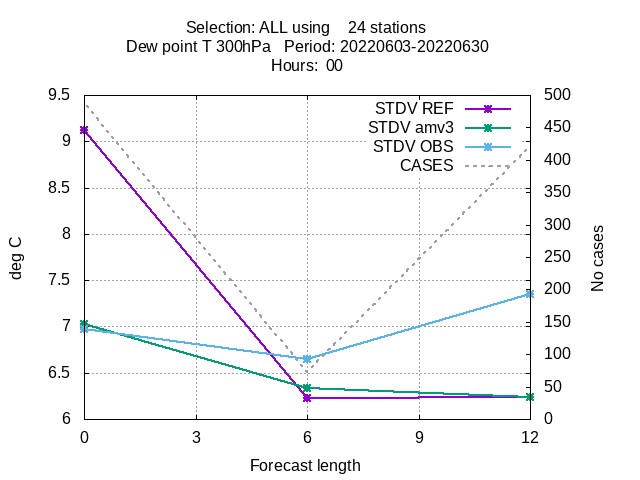 Selection: ALL using    24 stations
Dew point T 300hPa   Period: 20220603-20220630
Hours:  00
9.5
9
8.5
8
7.5
7
6.5
6
deg C
STDV REF
STDV amv3
STDV OBS
CASES
500
450
400
350
300
250
200
150
100
50
0
No cases
0 3 6 9 12
Forecast length